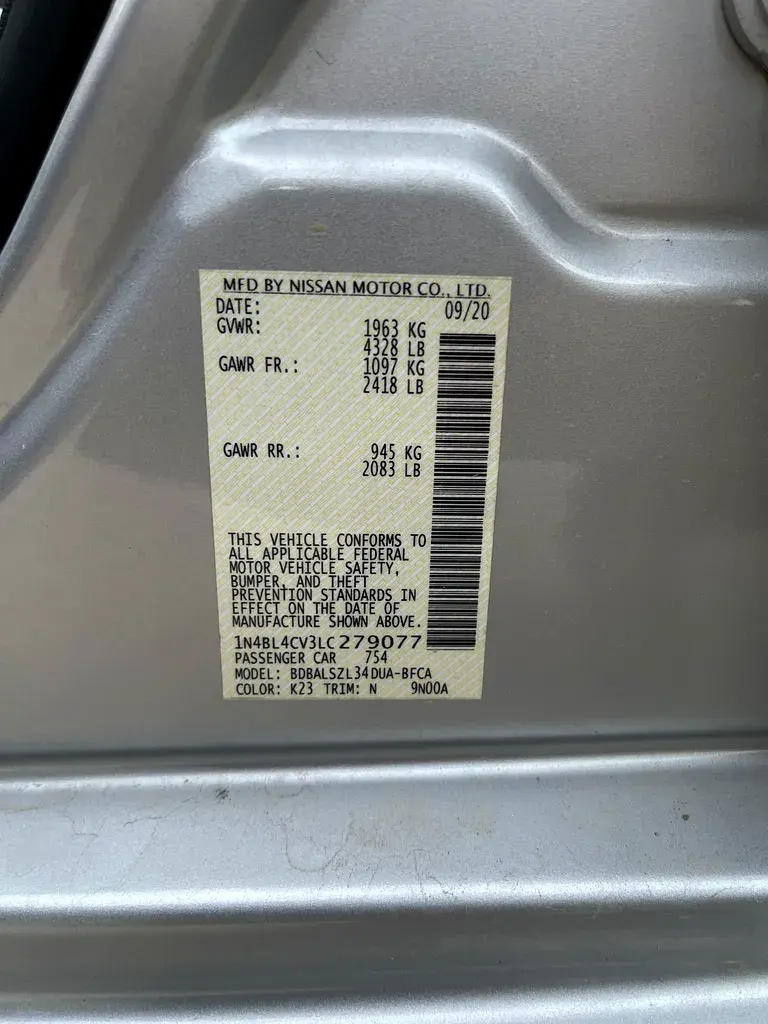 MFD BY NISSAN MOTOR CO., LTD.
DATE: 09/20
GVWR: 1963 KG
4328 LB
GAWR FR.: 1097 KG
2418 LB
GAWR RR.: 945 KG
2083 LB
THIS VEHICLE CONFORMS TO
ALL APPLICABLE FEDERAL
MOTOR VEHICLE SAFETY,
BUMPER, AND THEFT
PREVENTION STANDARDS IN
EFFECT ON THE DATE OF
MANUFACTURE SHOWN ABOVE.
1N4BL4CV3LC279077
PASSENGER CAR 754
MODEL: BDBALSZL34DUA-BFCA
COLOR: K23 TRIM: N 9N00A